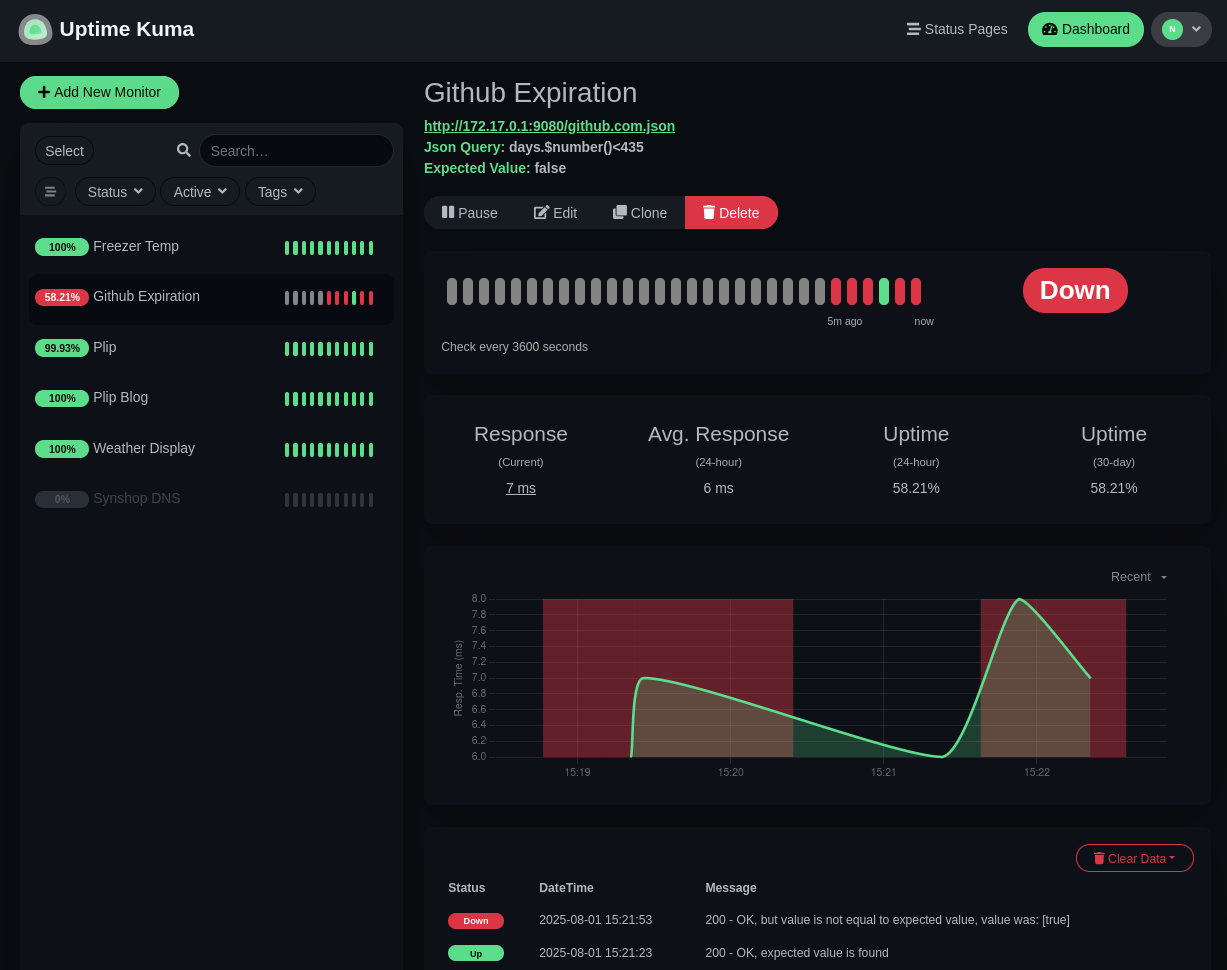 Uptime Kuma
Status Pages
Dashboard
N
Add New Monitor
Select
Search…
Status
Active
Tags
100% Freezer Temp
58.21% Github Expiration
99.93% Plip
100% Plip Blog
100% Weather Display
0% Synshop DNS
Github Expiration
http://172.17.0.1:9080/github.com.json
Json Query: days.$number()<435
Expected Value: false
Pause Edit Clone Delete
Down
5m ago now
Check every 3600 seconds
Response Avg. Response Uptime Uptime
(Current) (24-hour) (24-hour) (30-day)
7 ms 6 ms 58.21% 58.21%
Recent
Resp. Time (ms)
8.0
7.8
7.6
7.4
7.2
7.0
6.8
6.6
6.4
6.2
6.0
15:19 15:20 15:21 15:22
Clear Data
Status DateTime Message
Down 2025-08-01 15:21:53 200 - OK, but value is not equal to expected value, value was: [true]
Up 2025-08-01 15:21:23 200 - OK, expected value is found